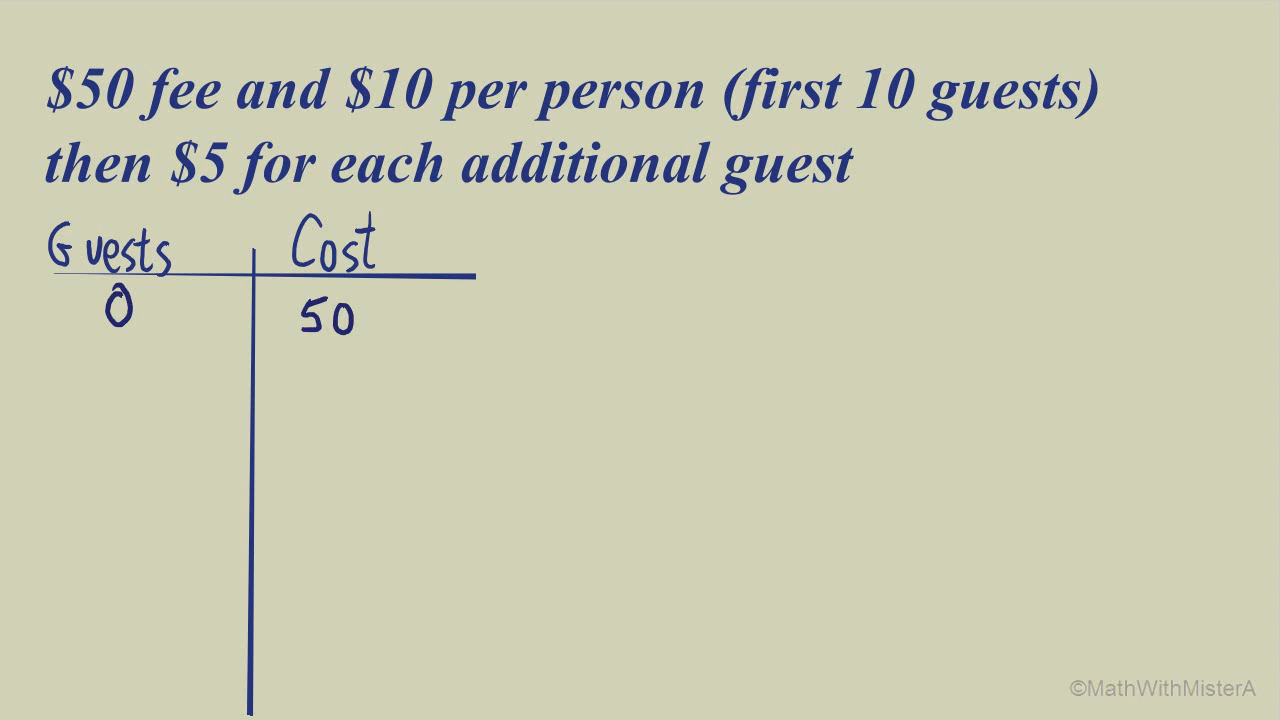 $50 fee and $10 per person (first 10 guests)
then $5 for each additional guest
Guests Cost
0 50
©MathWithMisterA